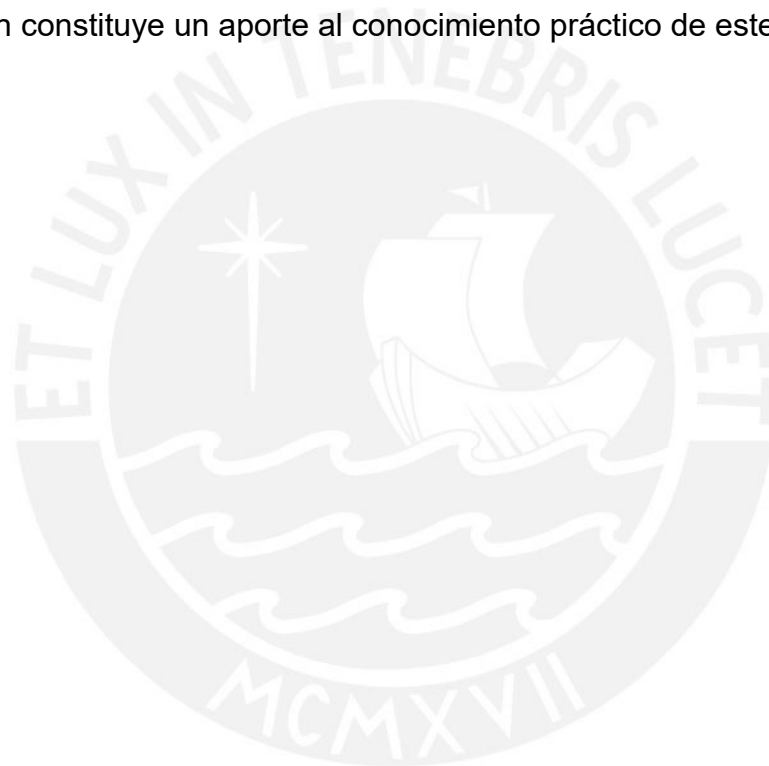 n constituye un aporte al conocimiento práctico de este
ET LUX IN TENEBRIS LUCET
MCMXVII